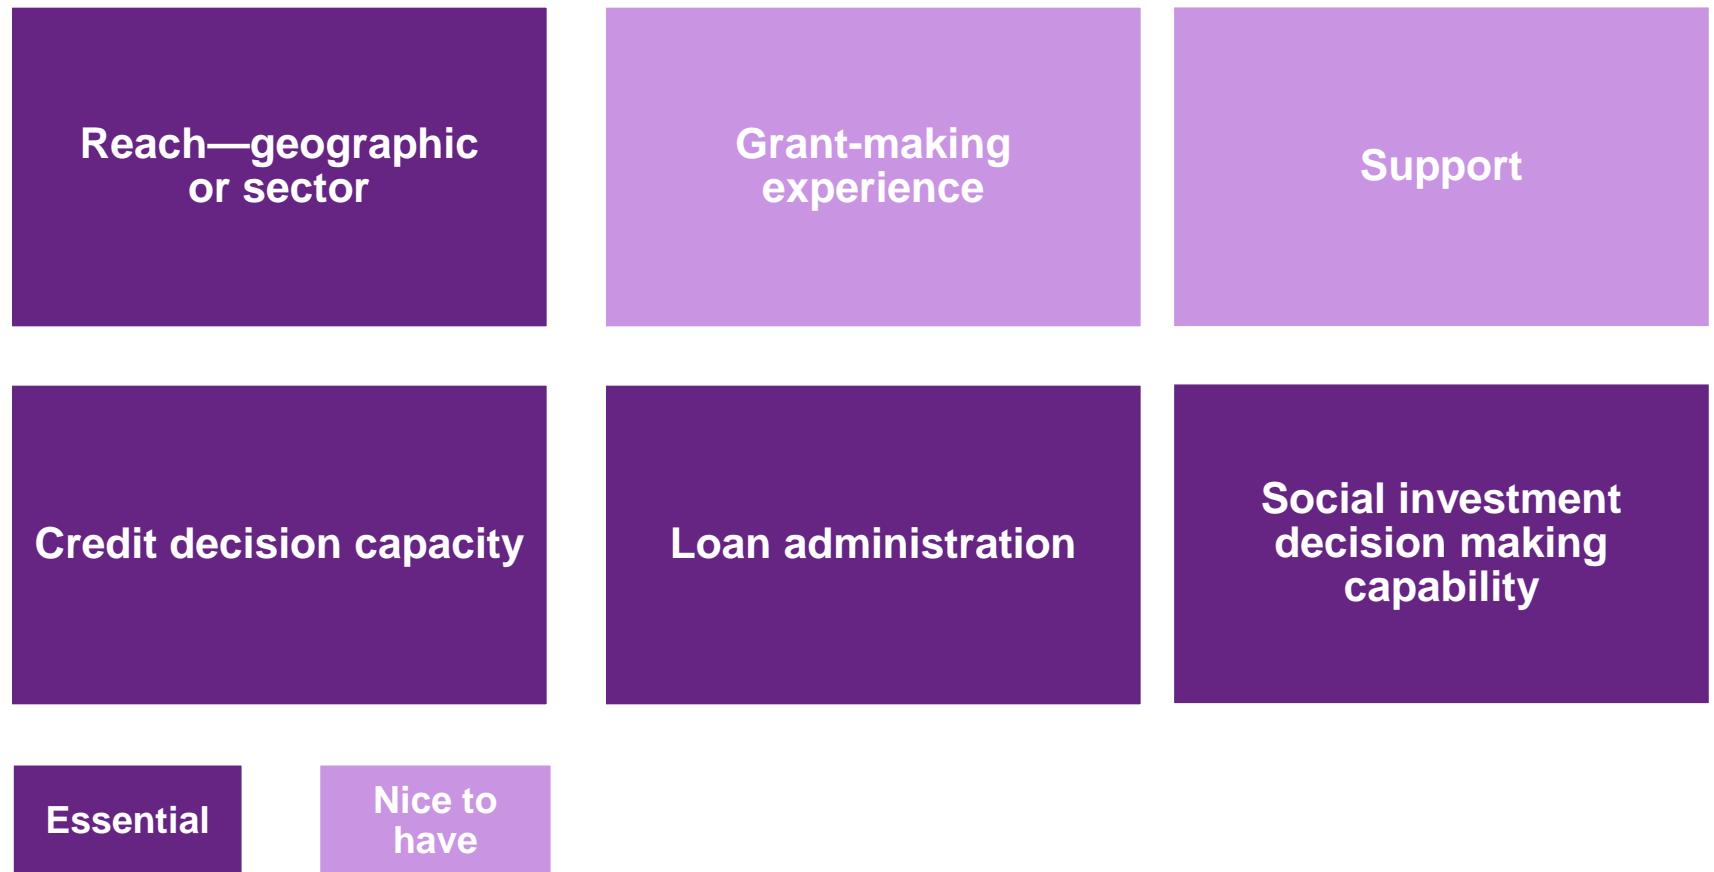 Reach—geographic
or sector
Grant-making
experience
Support
Credit decision capacity
Loan administration
Social investment
decision making
capability
Essential
Nice to
have